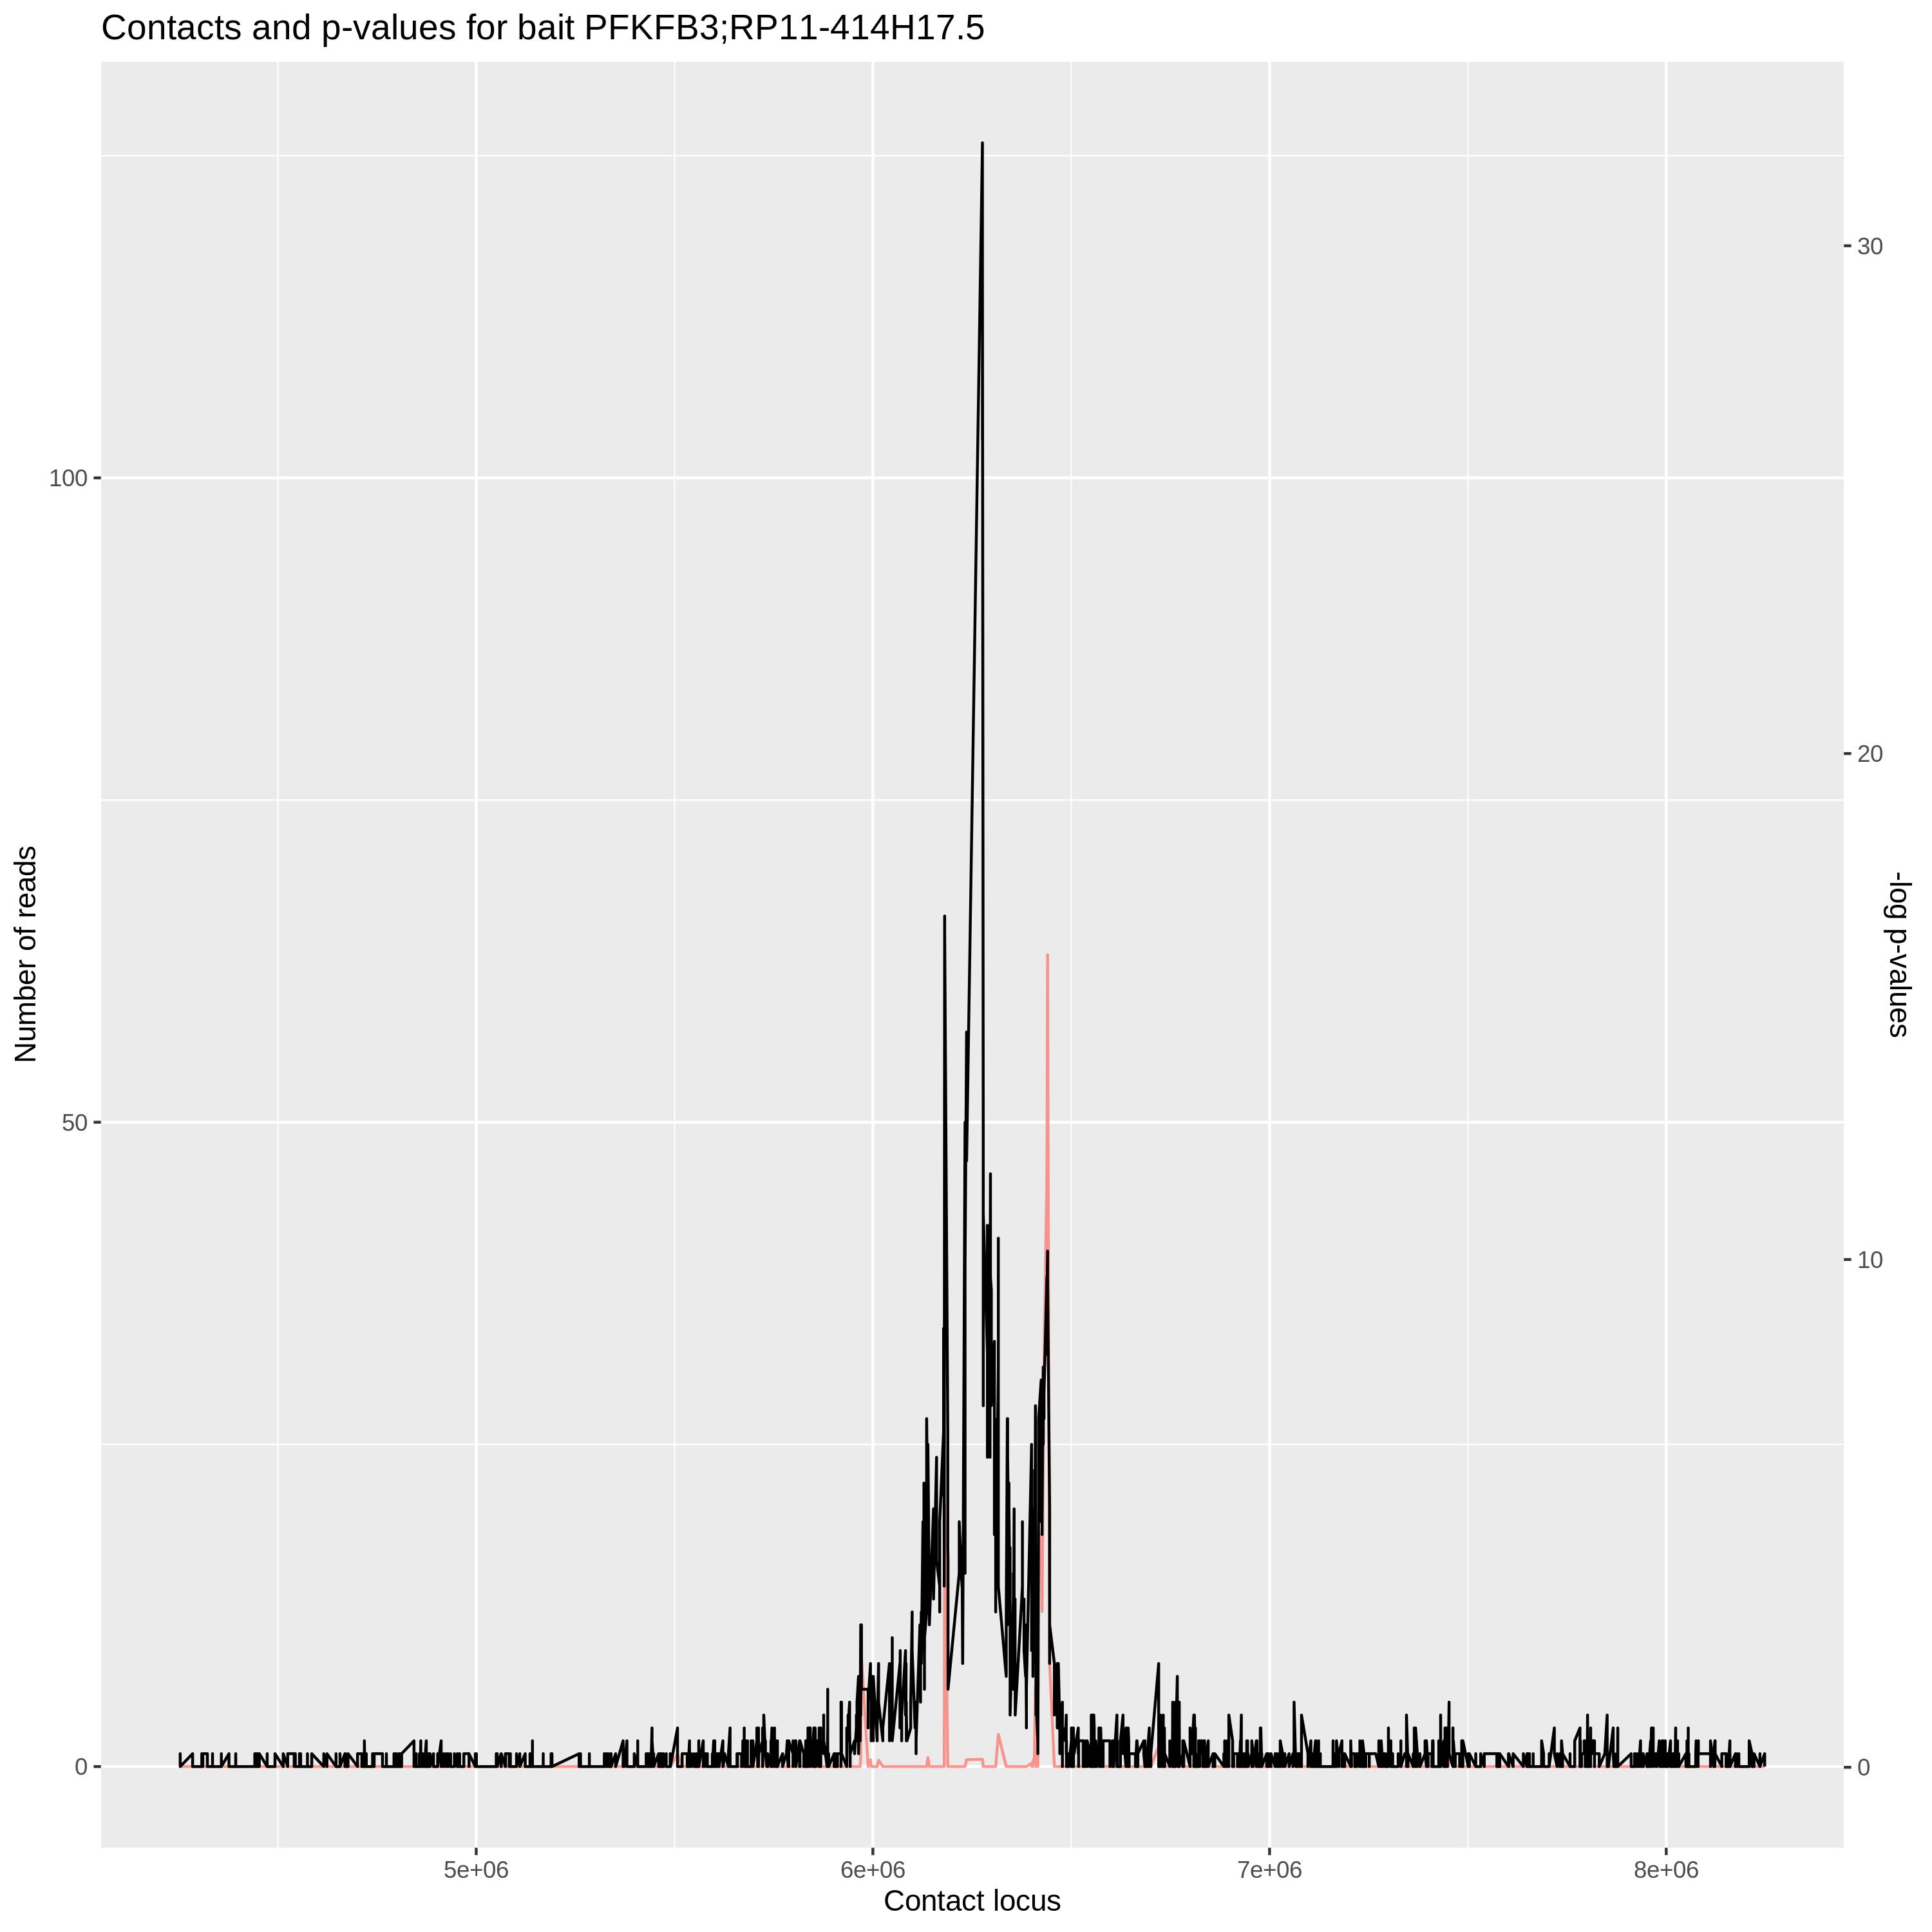 Contacts and p-values for bait PFKFB3;RP11-414H17.5
Number of reads
100
50
0
30
20
10
0
-log p-values
5e+06 6e+06 7e+06 8e+06
Contact locus